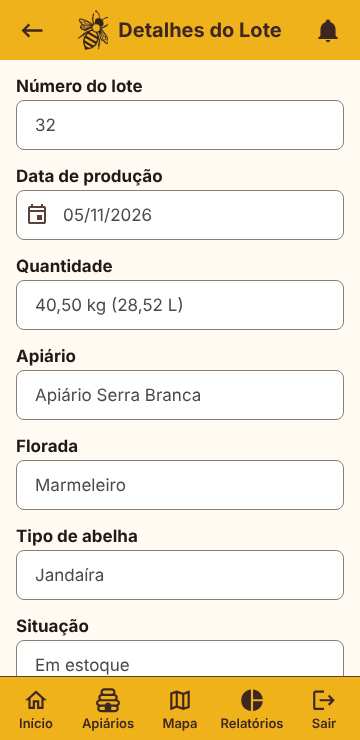 Detalhes do Lote
Número do lote
32
Data de produção
05/11/2026
Quantidade
40,50 kg (28,52 L)
Apiário
Apiário Serra Branca
Florada
Marmeleiro
Tipo de abelha
Jandaíra
Situação
Em estoque
Início
Apiários
Mapa
Relatórios
Sair